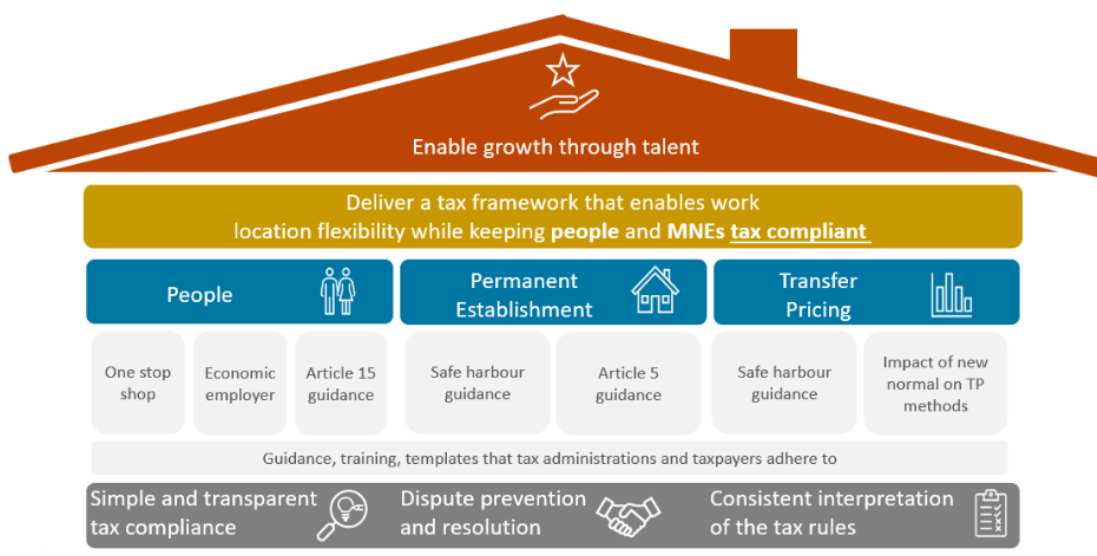 Enable growth through talent
Deliver a tax framework that enables work
location flexibility while keeping people and MNEs tax compliant
People
Permanent
Establishment
Transfer
Pricing
One stop
shop
Economic
employer
Article 15
guidance
Safe harbour
guidance
Article 5
guidance
Safe harbour
guidance
Impact of new
normal on TP
methods
Guidance, training, templates that tax administrations and taxpayers adhere to
Simple and transparent
tax compliance
Dispute prevention
and resolution
Consistent interpretation
of the tax rules